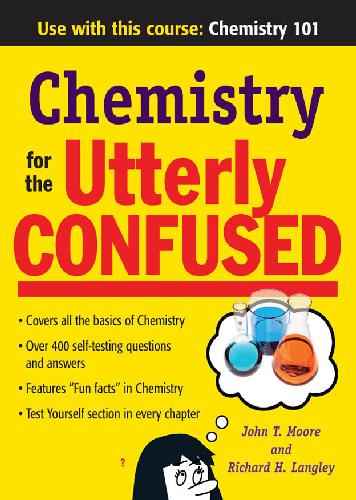 Use with this course: Chemistry 101
Chemistry
for the Utterly
CONFUSED
• Covers all the basics of Chemistry
• Over 400 self-testing questions
and answers
• Features "Fun facts" in Chemistry
• Test Yourself section in every chapter
John T. Moore
and
Richard H. Langley
?